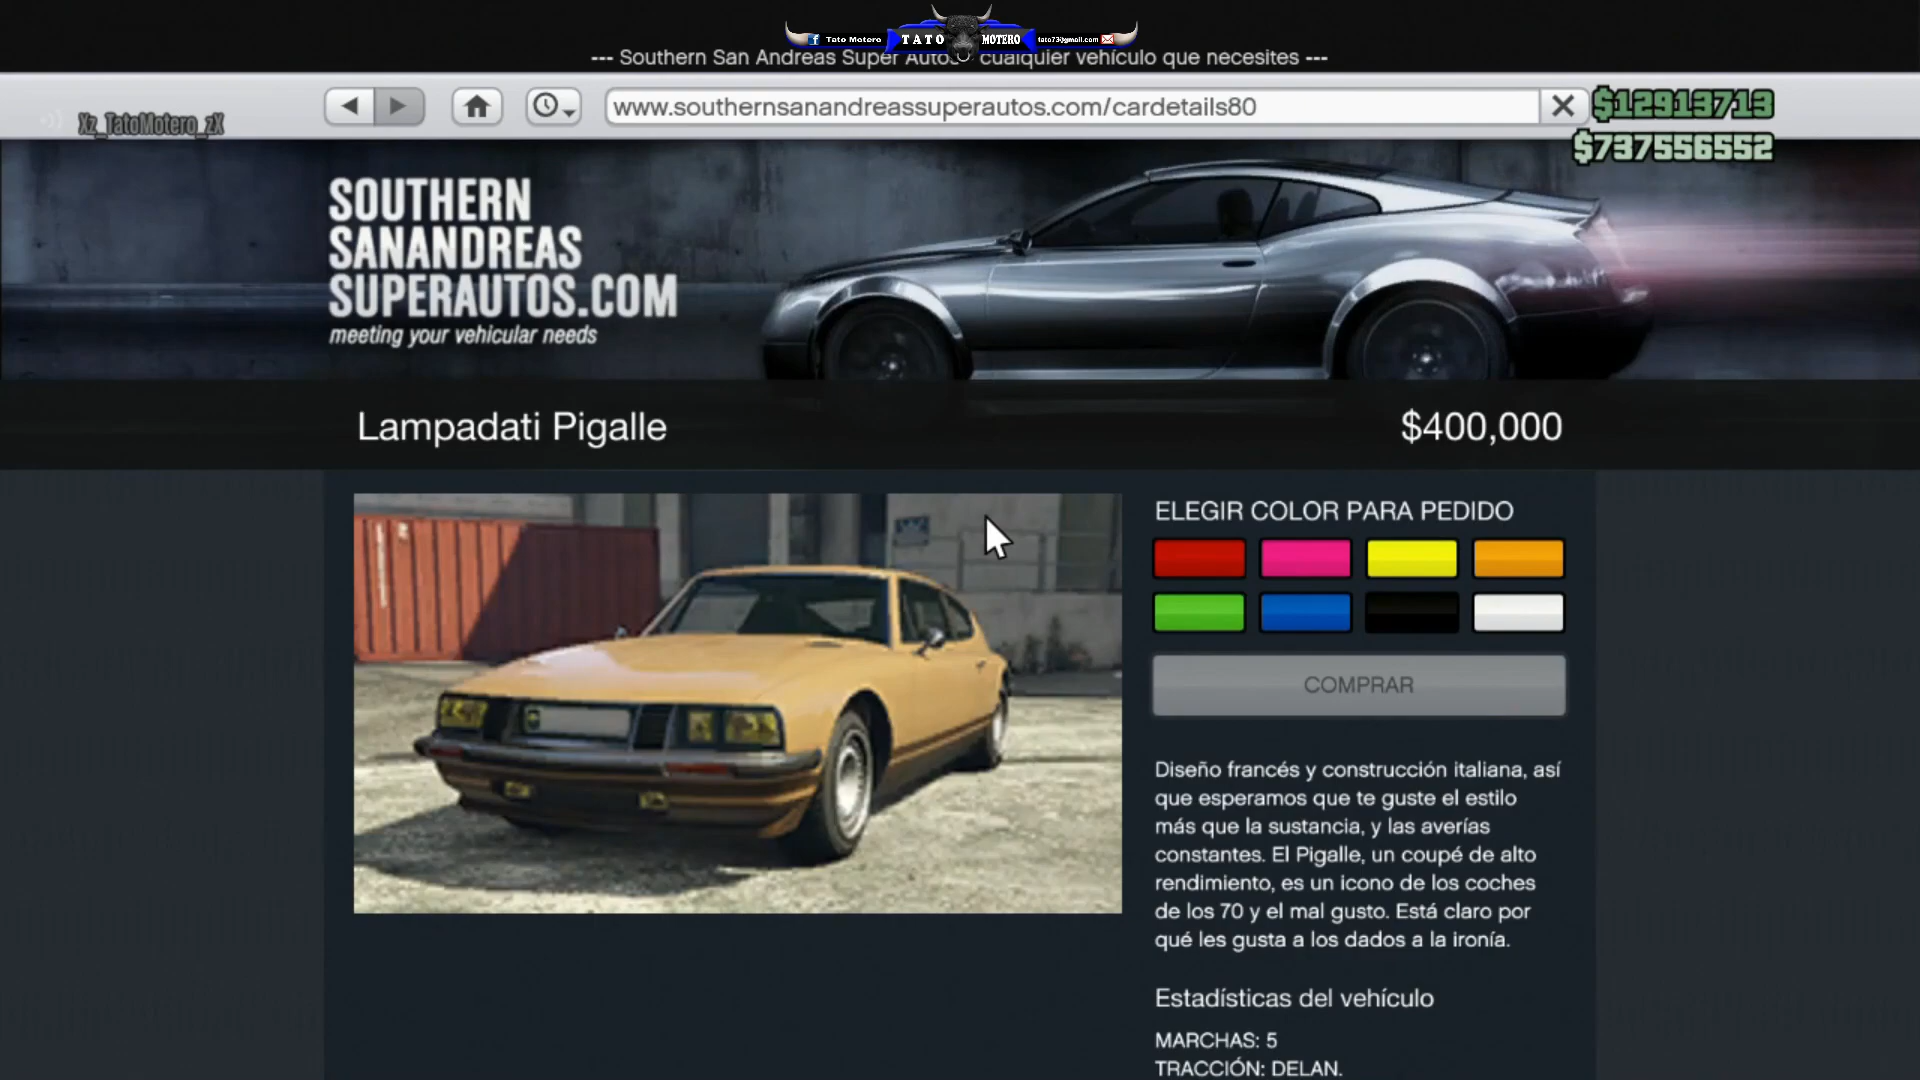 Tato Motero
TATO MOTERO
tato73@gmail.com
--- Southern San Andreas Super Autos - cualquier vehículo que necesites ---
www.southernsanandreassuperautos.com/cardetails80
$12913713
Xz_TatoMotero_zX
$737556552
SOUTHERN
SANANDREAS
SUPERAUTOS.COM
meeting your vehicular needs
Lampadati Pigalle
$400,000
ELEGIR COLOR PARA PEDIDO
COMPRAR
Diseño francés y construcción italiana, así
que esperamos que te guste el estilo
más que la sustancia, y las averías
constantes. El Pigalle, un coupé de alto
rendimiento, es un icono de los coches
de los 70 y el mal gusto. Está claro por
qué les gusta a los dados a la ironía.
Estadísticas del vehículo
MARCHAS: 5
TRACCIÓN: DELAN.